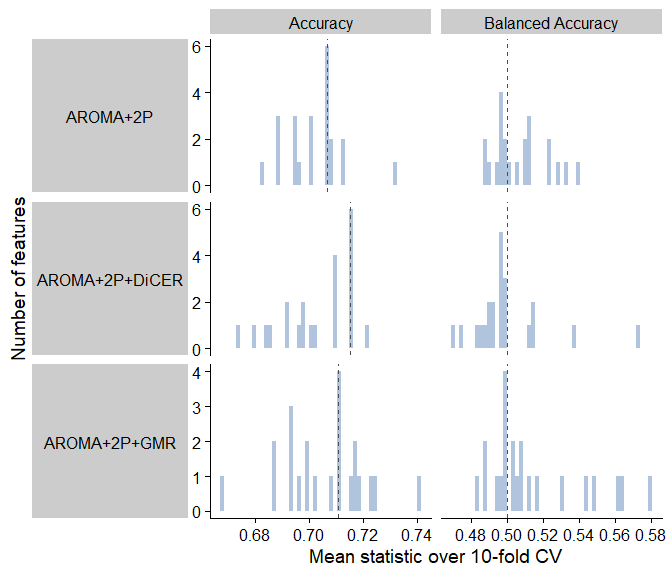 Accuracy Balanced Accuracy
Number of features
AROMA+2P
6
4
2
0
AROMA+2P+DiCER
6
4
2
0
AROMA+2P+GMR
4
3
2
1
0
0.68 0.70 0.72 0.74 0.48 0.50 0.52 0.54 0.56 0.58
Mean statistic over 10-fold CV